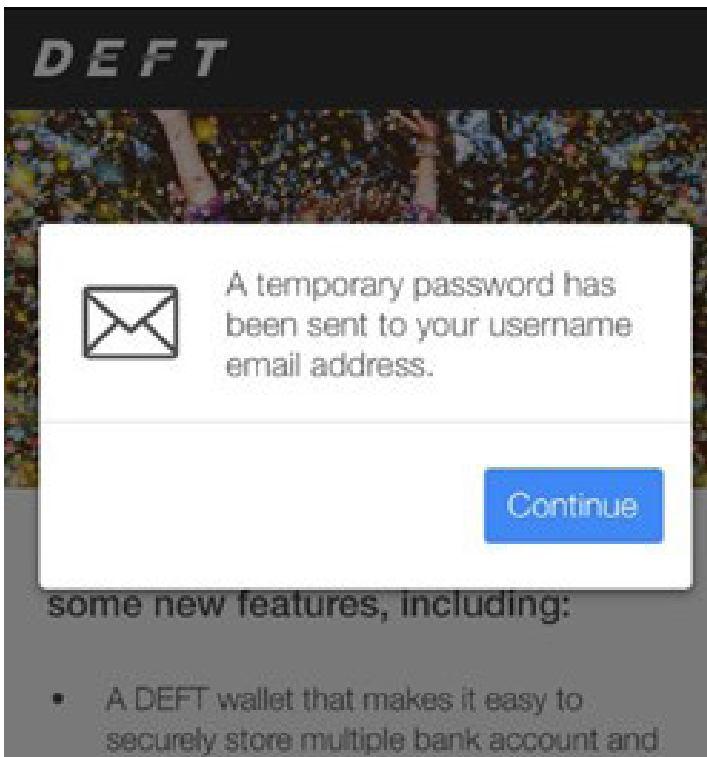 DEFT
A temporary password has
been sent to your username
email address.
Continue
some new features, including:
• A DEFT wallet that makes it easy to
securely store multiple bank account and